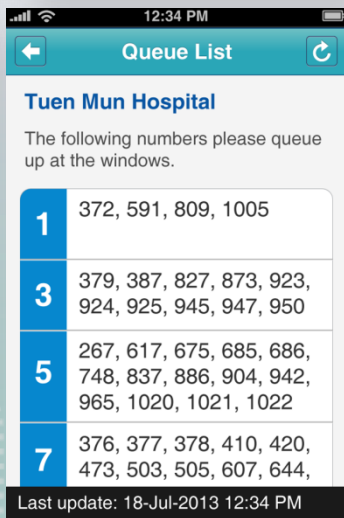 12:34 PM
Queue List
Tuen Mun Hospital
The following numbers please queue
up at the windows.
1
372, 591, 809, 1005
3
379, 387, 827, 873, 923,
924, 925, 945, 947, 950
5
267, 617, 675, 685, 686,
748, 837, 886, 904, 942,
965, 1020, 1021, 1022
7
376, 377, 378, 410, 420,
473, 503, 505, 607, 644,
Last update: 18-Jul-2013 12:34 PM